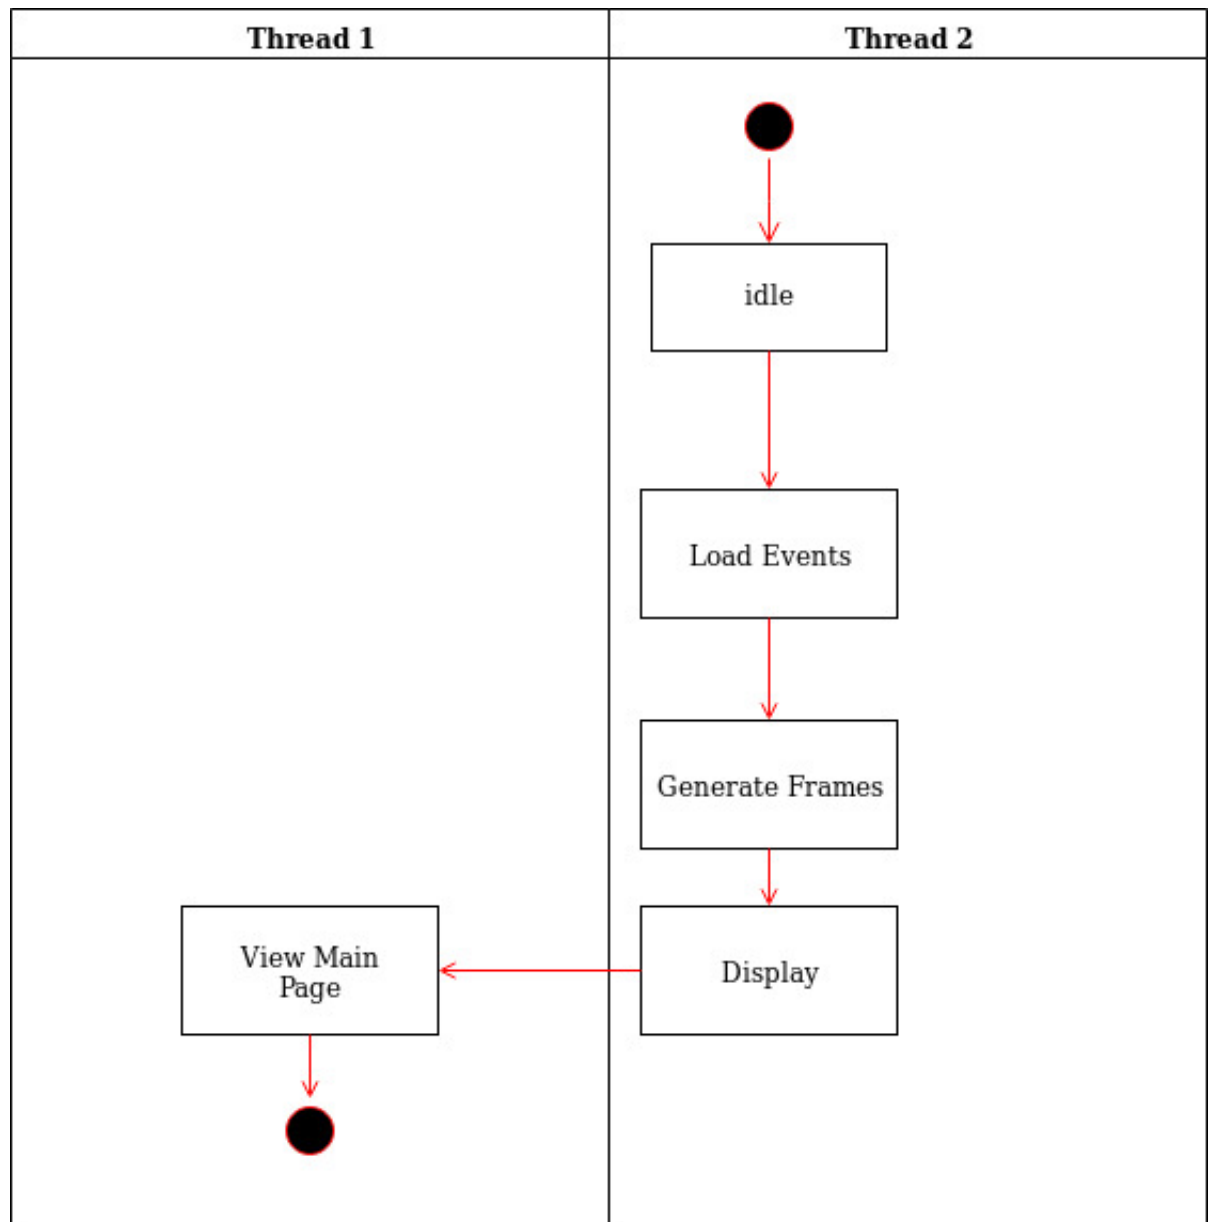 Thread 1
Thread 2
idle
Load Events
Generate Frames
View Main
Page
Display